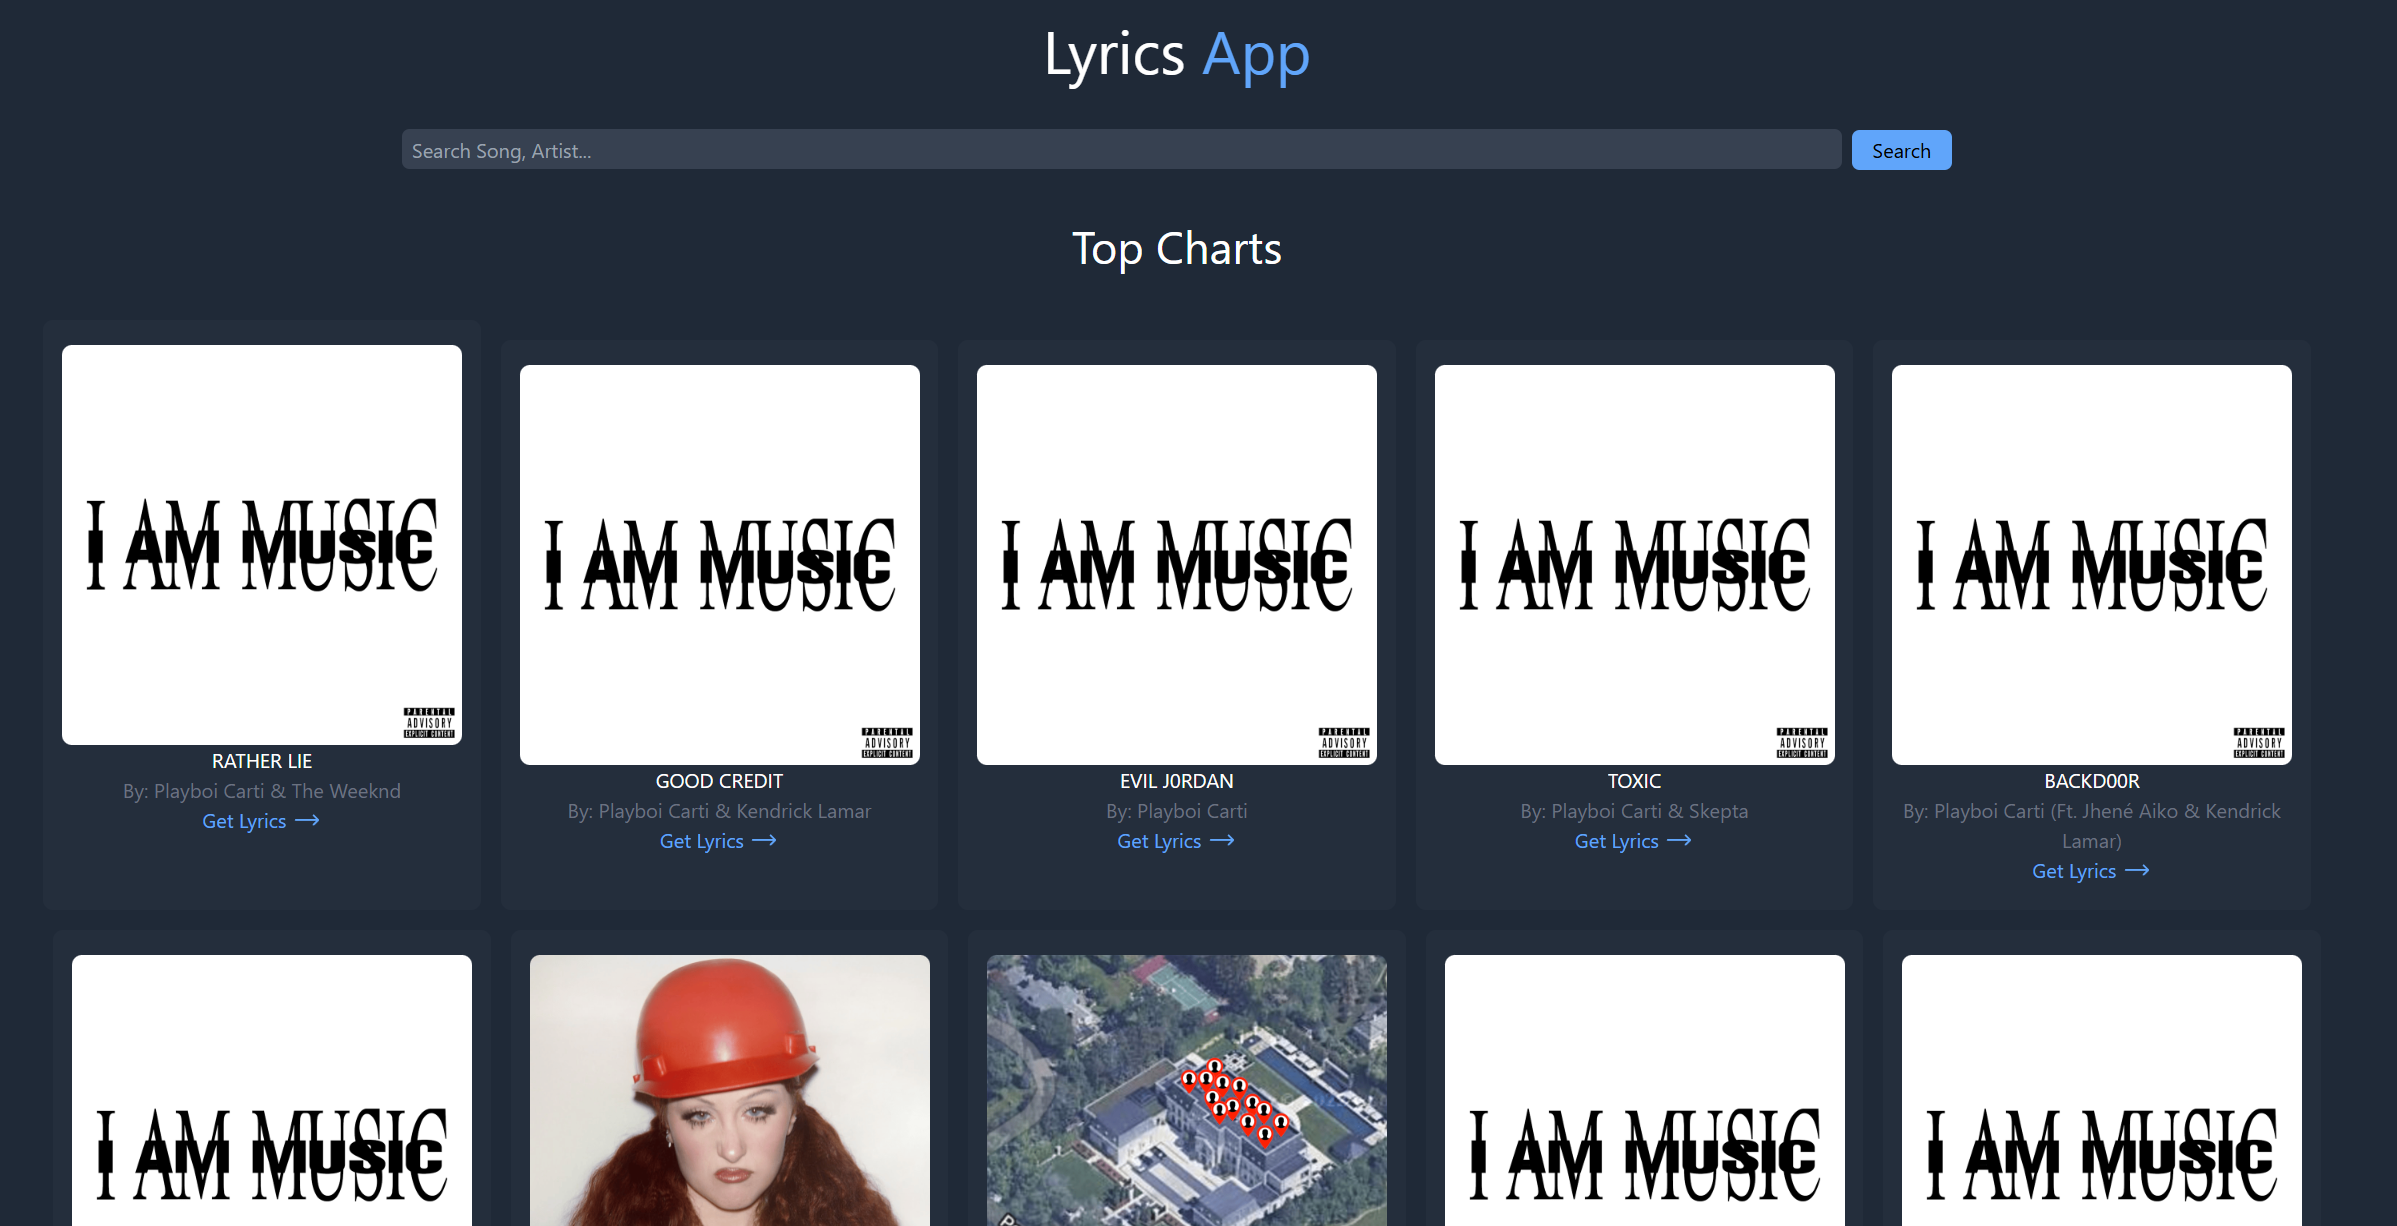 Lyrics App
Search Song, Artist...
Search
Top Charts
I AM MUSIC
PARENTAL
ADVISORY
EXPLICIT CONTENT
RATHER LIE
By: Playboi Carti & The Weeknd
Get Lyrics →
I AM MUSIC
PARENTAL
ADVISORY
EXPLICIT CONTENT
GOOD CREDIT
By: Playboi Carti & Kendrick Lamar
Get Lyrics →
I AM MUSIC
PARENTAL
ADVISORY
EXPLICIT CONTENT
EVIL J0RDAN
By: Playboi Carti
Get Lyrics →
I AM MUSIC
PARENTAL
ADVISORY
EXPLICIT CONTENT
TOXIC
By: Playboi Carti & Skepta
Get Lyrics →
I AM MUSIC
PARENTAL
ADVISORY
EXPLICIT CONTENT
BACKD00R
By: Playboi Carti (Ft. Jhené Aiko & Kendrick
Lamar)
Get Lyrics →
I AM MUSIC
I AM MUSIC
I AM MUSIC